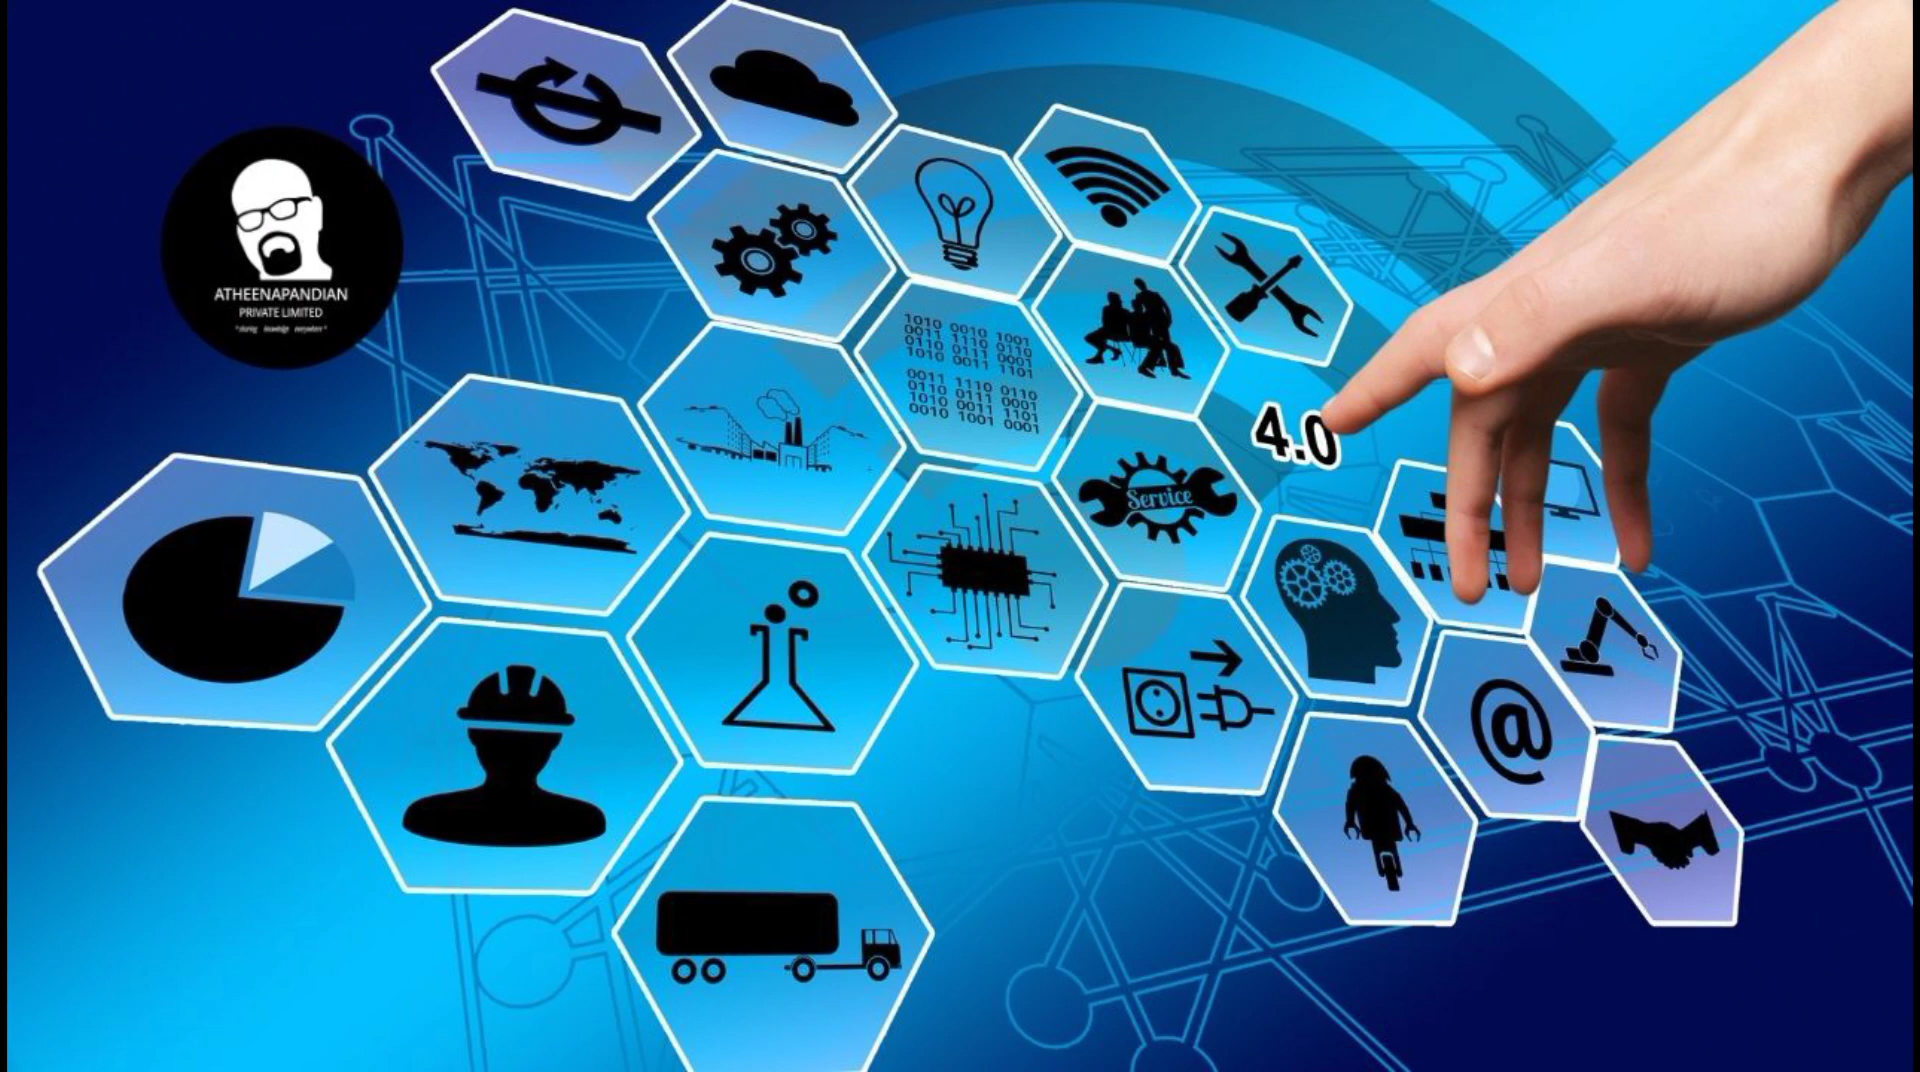 ATHEENAPANDIAN
PRIVATE LIMITED
1010 0010 1001
0011 1110 0110
0110 0111 0001
1010 0011 1101
0011 1110 0110
0110 0111 0001
1010 0011 1101
0010 1001 0001
4.0
Service
@